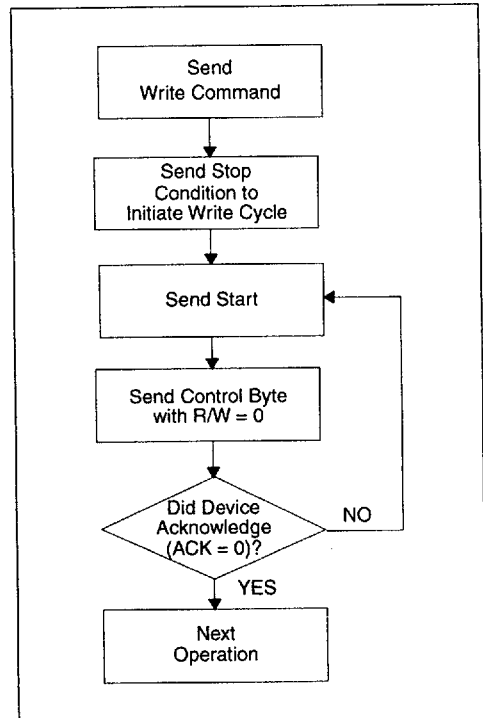 Send
Write Command
Send Stop
Condition to
Initiate Write Cycle
Send Start
Send Control Byte
with R/W = 0
Did Device
Acknowledge
(ACK = 0)?
NO
YES
Next
Operation